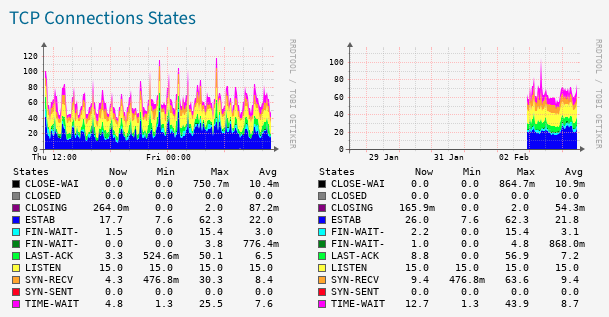 TCP Connections States
120
100
80
60
40
20
0
Thu 12:00 Fri 00:00
RRDTOOL / TOBI OETIKER
States Now Min Max Avg
CLOSE-WAI 0.0 0.0 750.7m 10.4m
CLOSED 0.0 0.0 0.0 0.0
CLOSING 264.0m 0.0 2.0 87.2m
ESTAB 17.7 7.6 62.3 22.0
FIN-WAIT- 1.5 0.0 15.4 3.0
FIN-WAIT- 0.0 0.0 3.8 776.4m
LAST-ACK 3.3 524.6m 50.1 6.5
LISTEN 15.0 15.0 15.0 15.0
SYN-RECV 4.3 476.8m 30.3 8.4
SYN-SENT 0.0 0.0 0.0 0.0
TIME-WAIT 4.8 1.3 25.5 7.6
100
80
60
40
20
0
29 Jan 31 Jan 02 Feb
RRDTOOL / TOBI OETIKER
States Now Min Max Avg
CLOSE-WAI 0.0 0.0 864.7m 10.9m
CLOSED 0.0 0.0 0.0 0.0
CLOSING 165.9m 0.0 2.0 54.3m
ESTAB 26.0 7.6 62.3 21.8
FIN-WAIT- 2.2 0.0 15.4 3.1
FIN-WAIT- 1.0 0.0 4.8 868.0m
LAST-ACK 8.8 0.0 56.9 7.2
LISTEN 15.0 15.0 15.0 15.0
SYN-RECV 9.4 476.8m 63.6 9.4
SYN-SENT 0.0 0.0 0.0 0.0
TIME-WAIT 12.7 1.3 43.9 8.7